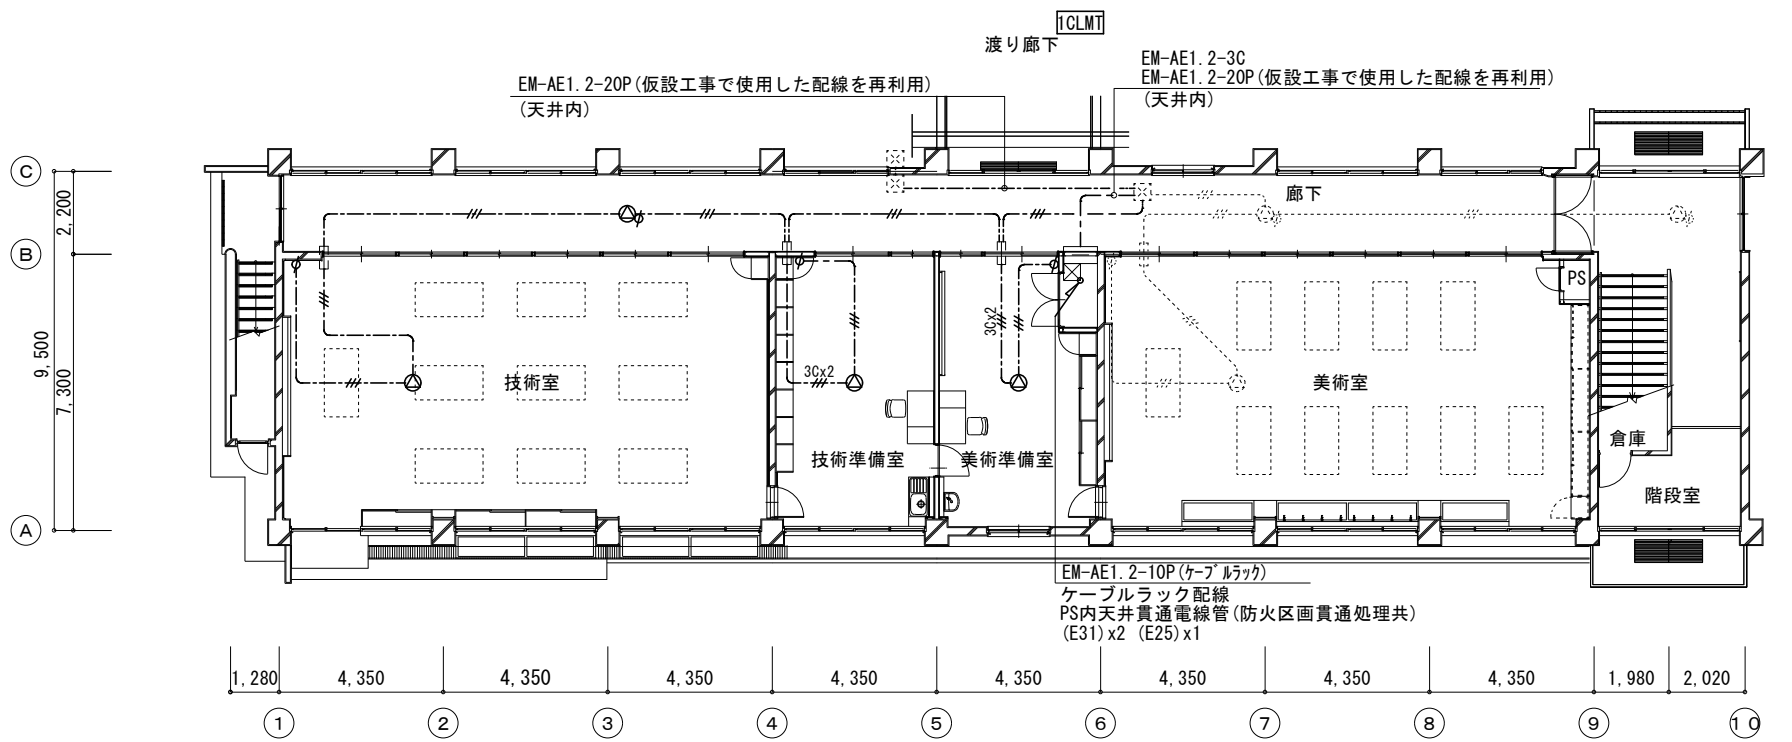 1CLMT
渡り廊下
EM-AE1.2-20P(仮設工事で使用した配線を再利用)
(天井内)
EM-AE1.2-3C
EM-AE1.2-20P(仮設工事で使用した配線を再利用)
(天井内)
C
B
A
2,200
7,300
9,500
廊下
PS
3Cx2
3Cx2
技術室
技術準備室
美術準備室
美術室
倉庫
階段室
EM-AE1.2-10P(ｹｰﾌﾞﾙﾗｯｸ)
ケーブルラック配線
PS内天井貫通電線管(防火区画貫通処理共)
(E31)x2 (E25)x1
1,280 4,350 4,350 4,350 4,350 4,350 4,350 4,350 4,350 1,980 2,020
1 2 3 4 5 6 7 8 9 10